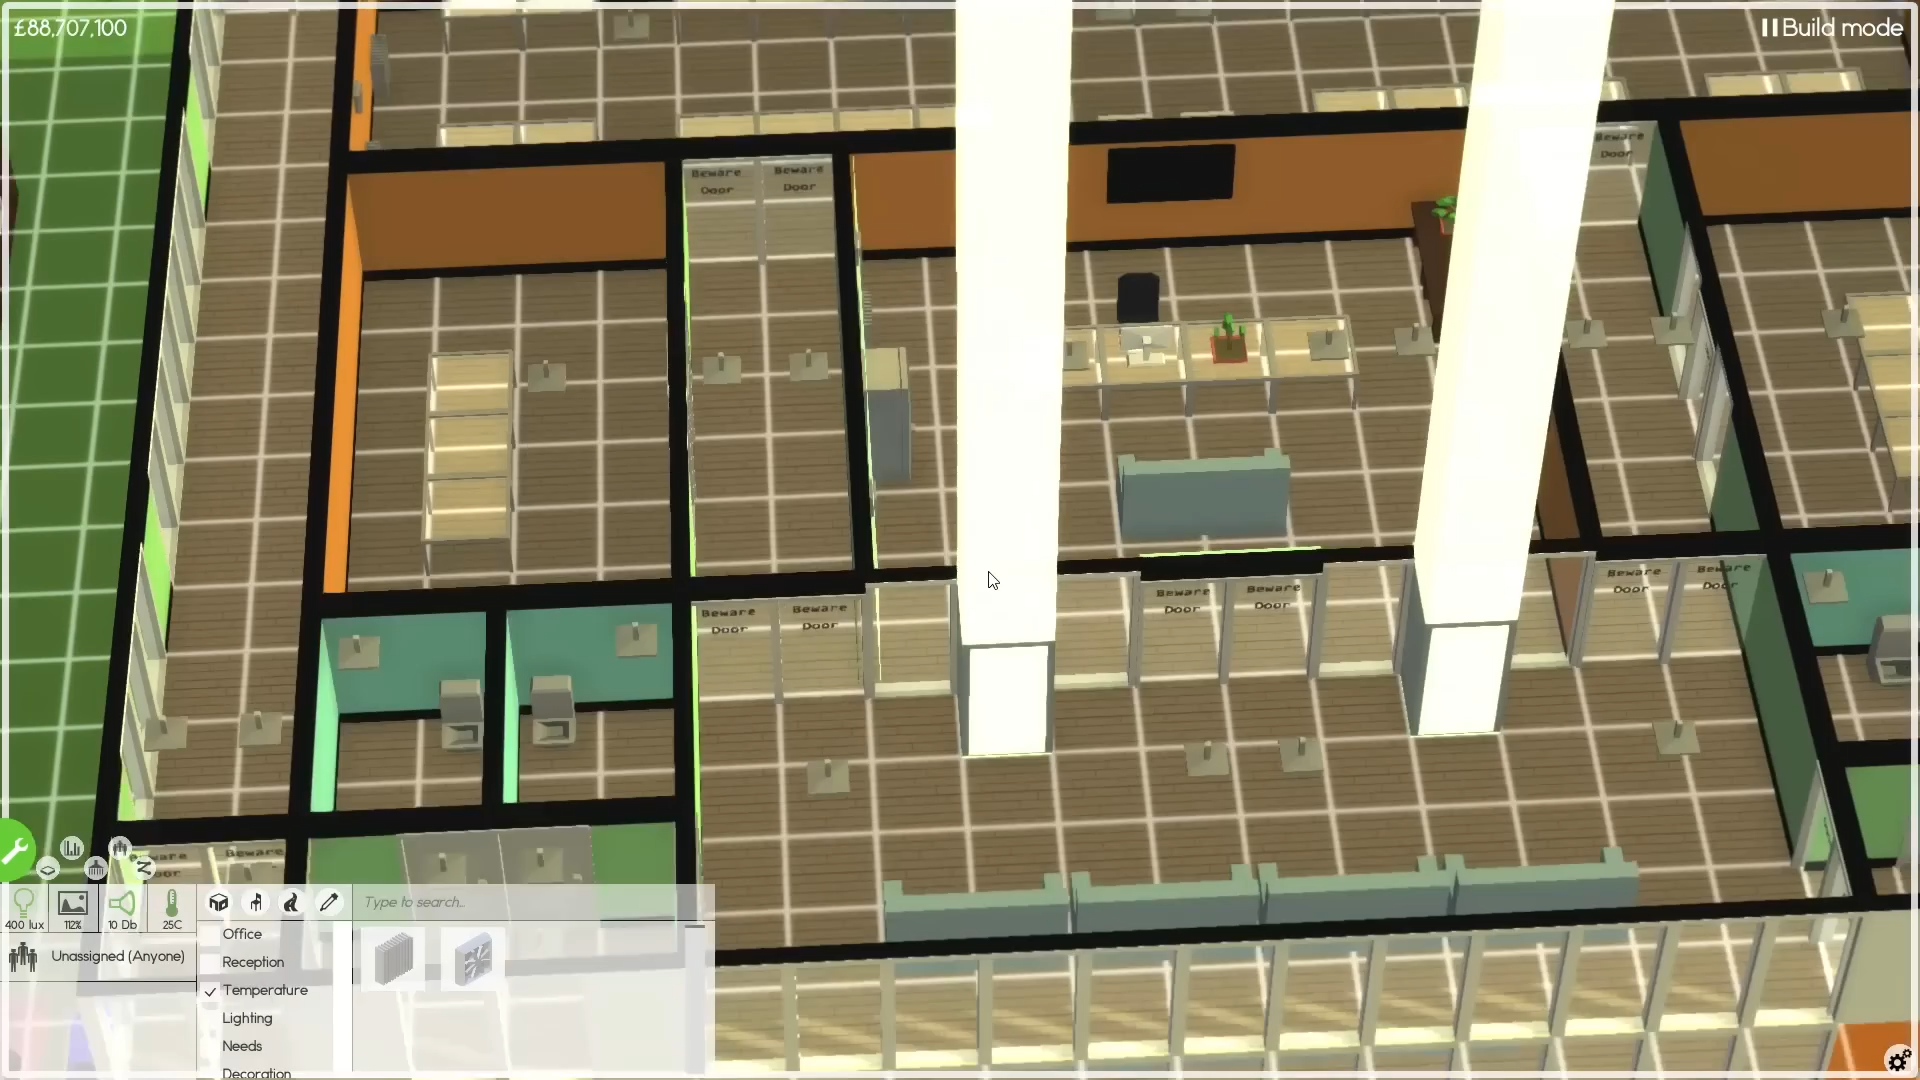 £88,707,100
Build mode
Beware
Door
Beware
Door
Beware
Door
Beware
Door
Beware
Door
Beware
Door
Beware
Door
Beware
Door
Beware
Door
Beware
400 lux
112%
10 Db
25C
Unassigned (Anyone)
Type to search...
Office
Reception
Temperature
Lighting
Needs
Decoration